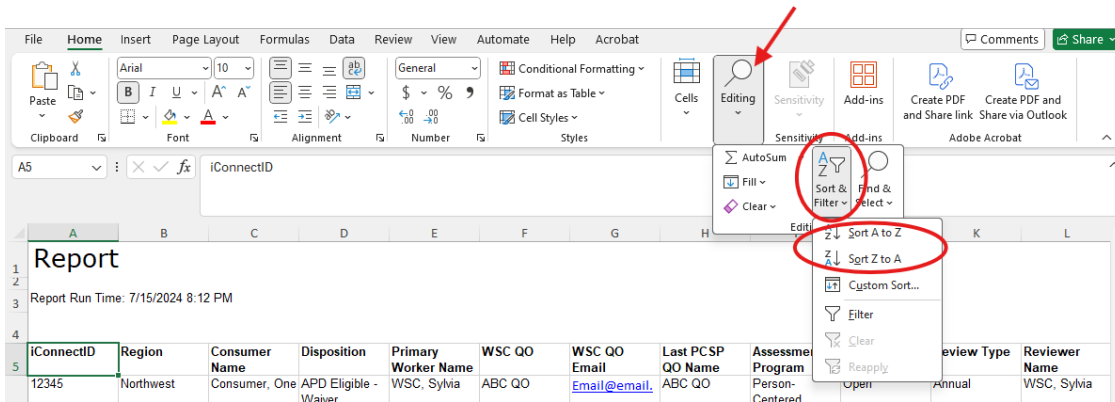 File Home Insert Page Layout Formulas Data Review View Automate Help Acrobat Comments Share
Arial 10 ab General Conditional Formatting
Paste B I U A A $ % 9 Format as Table Cells Editing Sensitivity Add-ins Create PDF and Share link Create PDF and Share via Outlook
A Cell Styles
Clipboard Font Alignment Number Styles Sensitivity Add-ins Adobe Acrobat
A5 fx iConnectID
AutoSum
Fill
Clear
Sort & Filter
Find & Select
Sort A to Z
Sort Z to A
Custom Sort...
Filter
Clear
Reapply
A B C D E F G H K L
1 Report
2
3 Report Run Time: 7/15/2024 8:12 PM
4
5 iConnectID Region Consumer Name Disposition Primary Worker Name WSC QO WSC QO Email Last PCSP QO Name Program Review Type Reviewer Name
12345 Northwest Consumer, One APD Eligible - Waiver WSC, Sylvia ABC QO Email@email. ABC QO Person-Centered Open Annual WSC, Sylvia